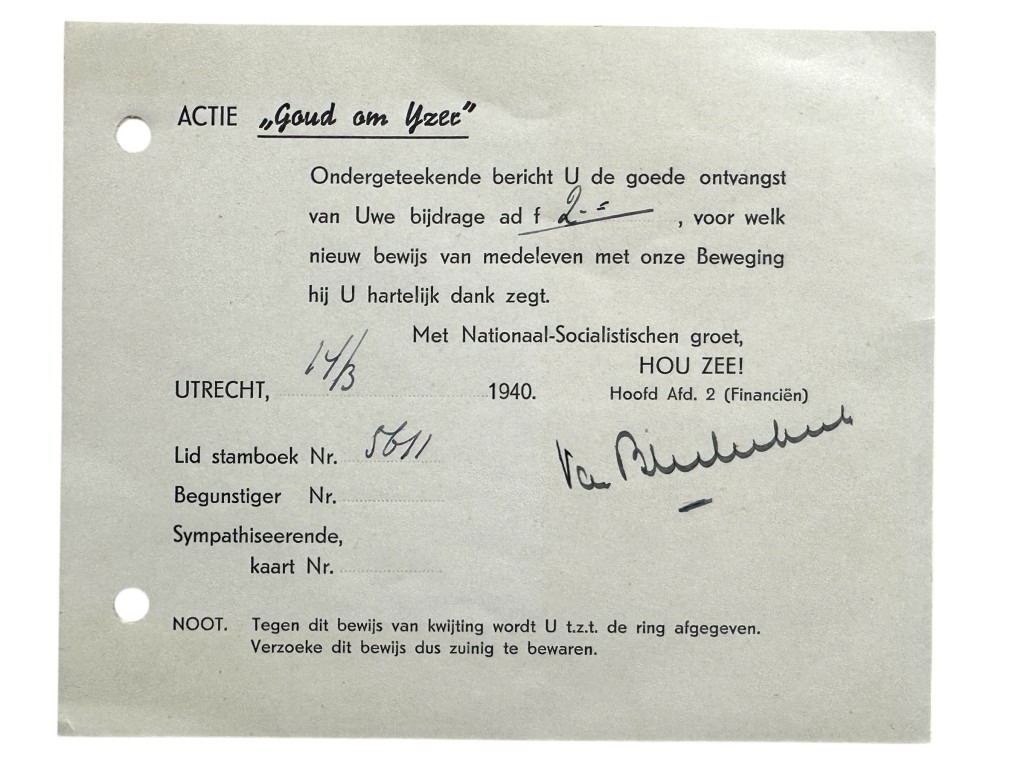 ACTIE „Goud om Yzer”
Ondergeteekende bericht U de goede ontvangst
van Uwe bijdrage ad f 2.= , voor welk
nieuw bewijs van medeleven met onze Beweging
hij U hartelijk dank zegt.
Met Nationaal-Socialistischen groet,
HOU ZEE!
UTRECHT, 14/3 1940.
Hoofd Afd. 2 (Financiën)
Lid stamboek Nr. 5611
Begunstiger Nr.
Sympathiseerende,
kaart Nr.
NOOT. Tegen dit bewijs van kwijting wordt U t.z.t. de ring afgegeven.
Verzoeke dit bewijs dus zuinig te bewaren.